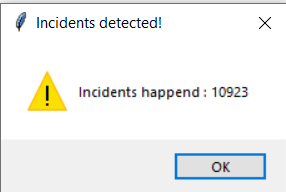 Incidents detected!
Incidents happend : 10923
OK